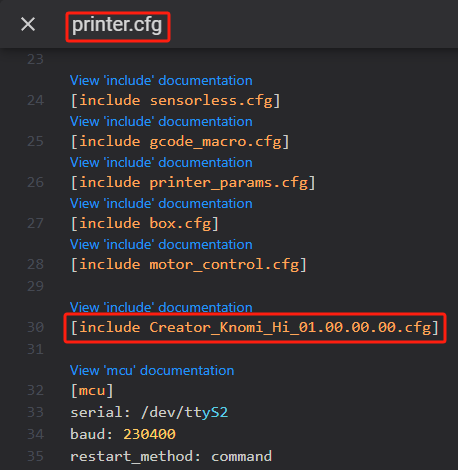 printer.cfg
23
View 'include' documentation
24 [include sensorless.cfg]
View 'include' documentation
25 [include gcode_macro.cfg]
View 'include' documentation
26 [include printer_params.cfg]
View 'include' documentation
27 [include box.cfg]
View 'include' documentation
28 [include motor_control.cfg]
29
View 'include' documentation
30 [include Creator_Knomi_Hi_01.00.00.00.cfg]
31
View 'mcu' documentation
32 [mcu]
33 serial: /dev/ttyS2
34 baud: 230400
35 restart_method: command